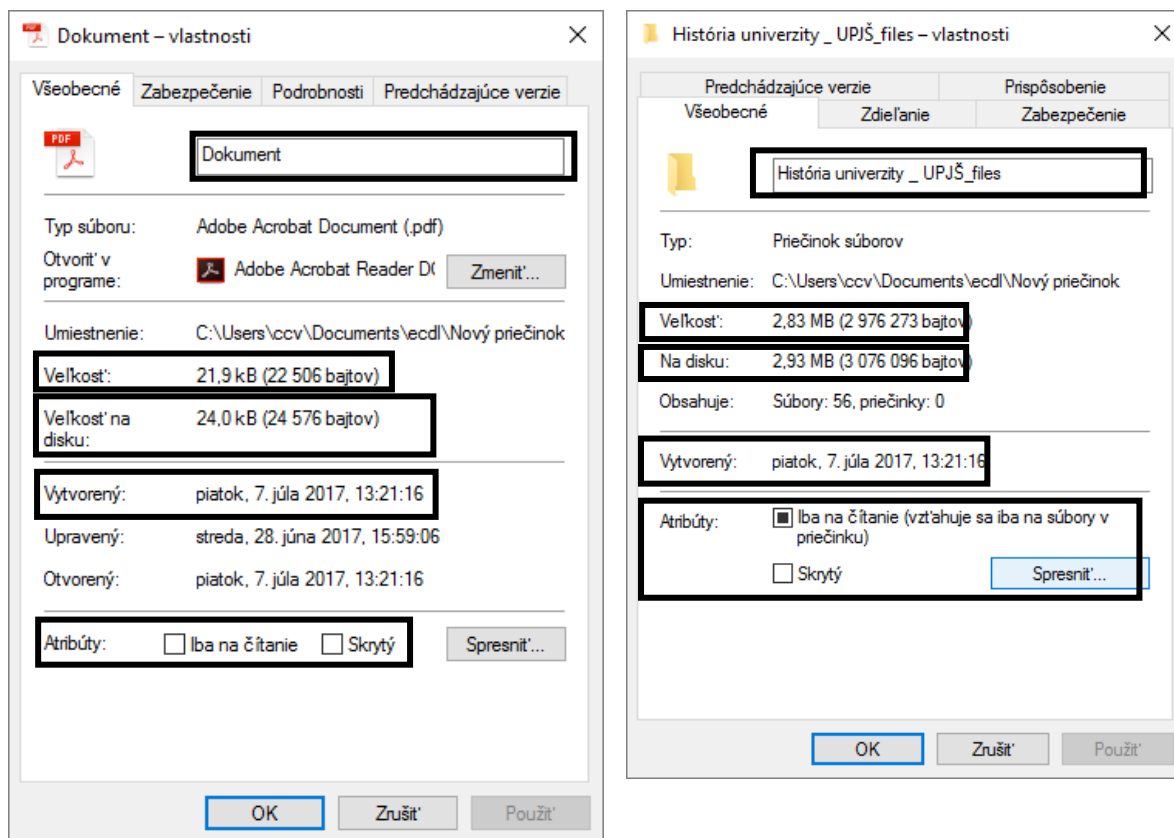 Dokument – vlastnosti
Všeobecné Zabezpečenie Podrobnosti Predchádzajúce verzie
PDF
Dokument
Typ súboru: Adobe Acrobat Document (.pdf)
Otvoriť v programe: Adobe Acrobat Reader D( Zmeniť...
Umiestnenie: C:\Users\ccv\Documents\ecdl\Nový priečinok
Veľkosť: 21,9 kB (22 506 bajtov)
Veľkosť na disku: 24,0 kB (24 576 bajtov)
Vytvorený: piatok, 7. júla 2017, 13:21:16
Upravený: streda, 28. júna 2017, 15:59:06
Otvorený: piatok, 7. júla 2017, 13:21:16
Atribúty: Iba na čítanie Skrytý Spresniť...
OK Zrušiť Použiť
História univerzity _ UPJŠ_files – vlastnosti
Predchádzajúce verzie Prispôsobenie
Všeobecné Zdieľanie Zabezpečenie
História univerzity _ UPJŠ_files
Typ: Priečinok súborov
Umiestnenie: C:\Users\ccv\Documents\ecdl\Nový priečinok
Veľkosť: 2,83 MB (2 976 273 bajtov)
Na disku: 2,93 MB (3 076 096 bajtov)
Obsahuje: Súbory: 56, priečinky: 0
Vytvorený: piatok, 7. júla 2017, 13:21:16
Atribúty: Iba na čítanie (vzťahuje sa iba na súbory v
priečinku)
Skrytý Spresniť...
OK Zrušiť Použiť